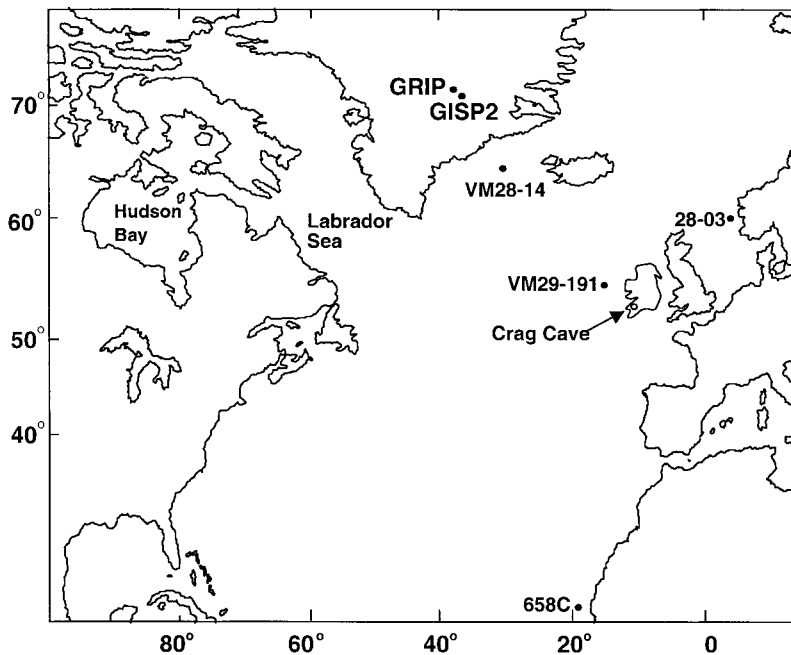 GRIP
70°
GISP2
VM28-14
Hudson
Bay
60°
Labrador
Sea
28-03
VM29-191
Crag Cave
50°
40°
658C
80°
60°
40°
20°
0